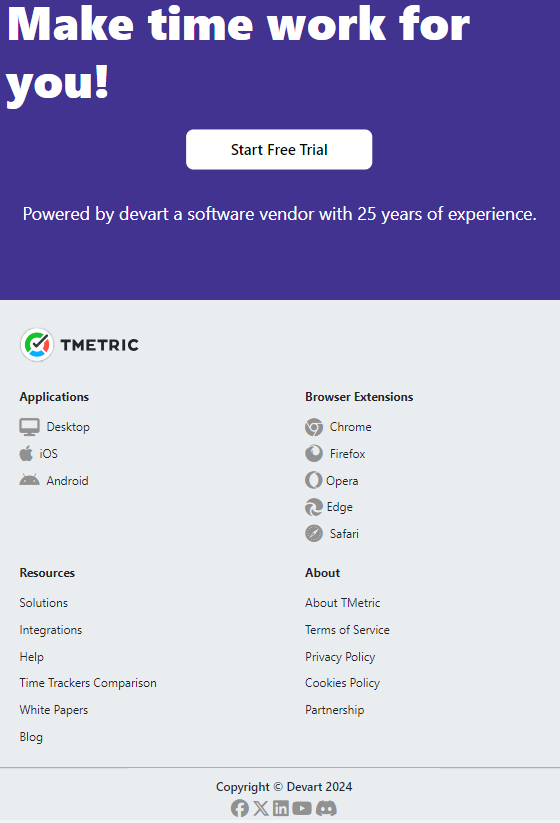 Make time work for
you!
Start Free Trial
Powered by devart a software vendor with 25 years of experience.
TMETRIC
Applications
Desktop
iOS
Android
Browser Extensions
Chrome
Firefox
Opera
Edge
Safari
Resources
Solutions
Integrations
Help
Time Trackers Comparison
White Papers
Blog
About
About TMetric
Terms of Service
Privacy Policy
Cookies Policy
Partnership
Copyright © Devart 2024